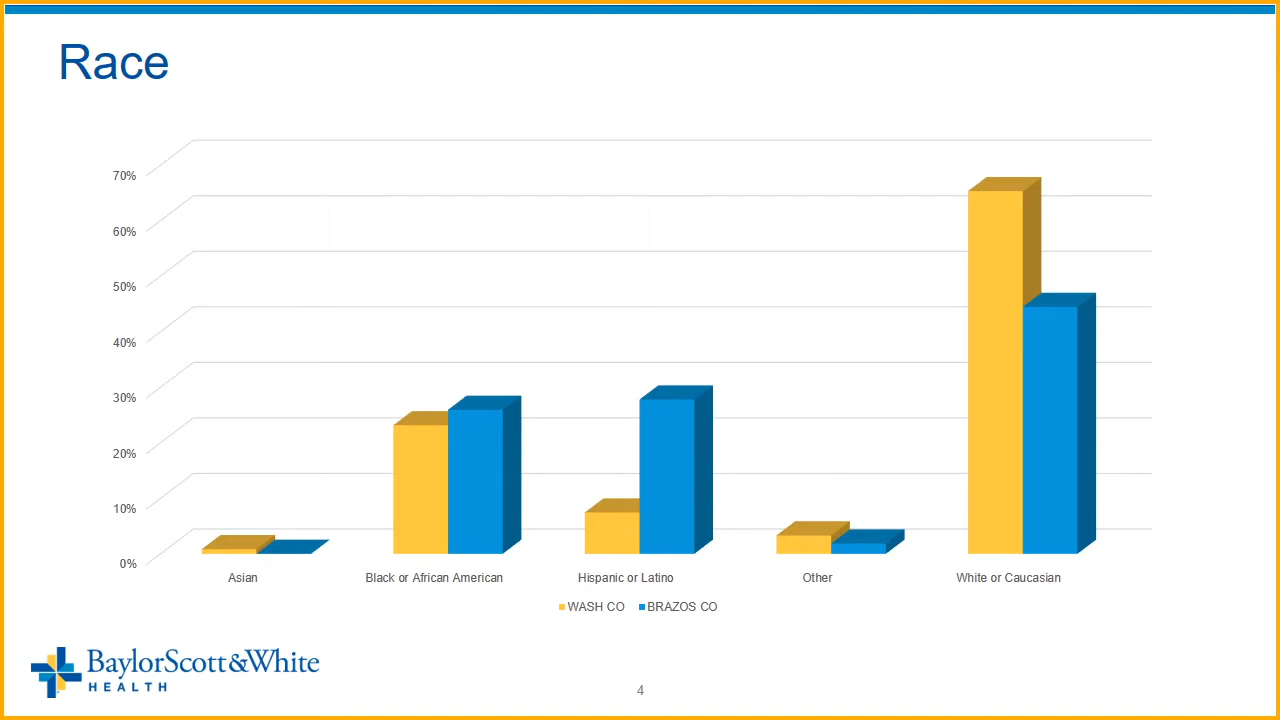 Race
70%
60%
50%
40%
30%
20%
10%
0%
Asian
Black or African American
Hispanic or Latino
Other
White or Caucasian
WASH CO
BRAZOS CO
BaylorScott&White
HEALTH
4